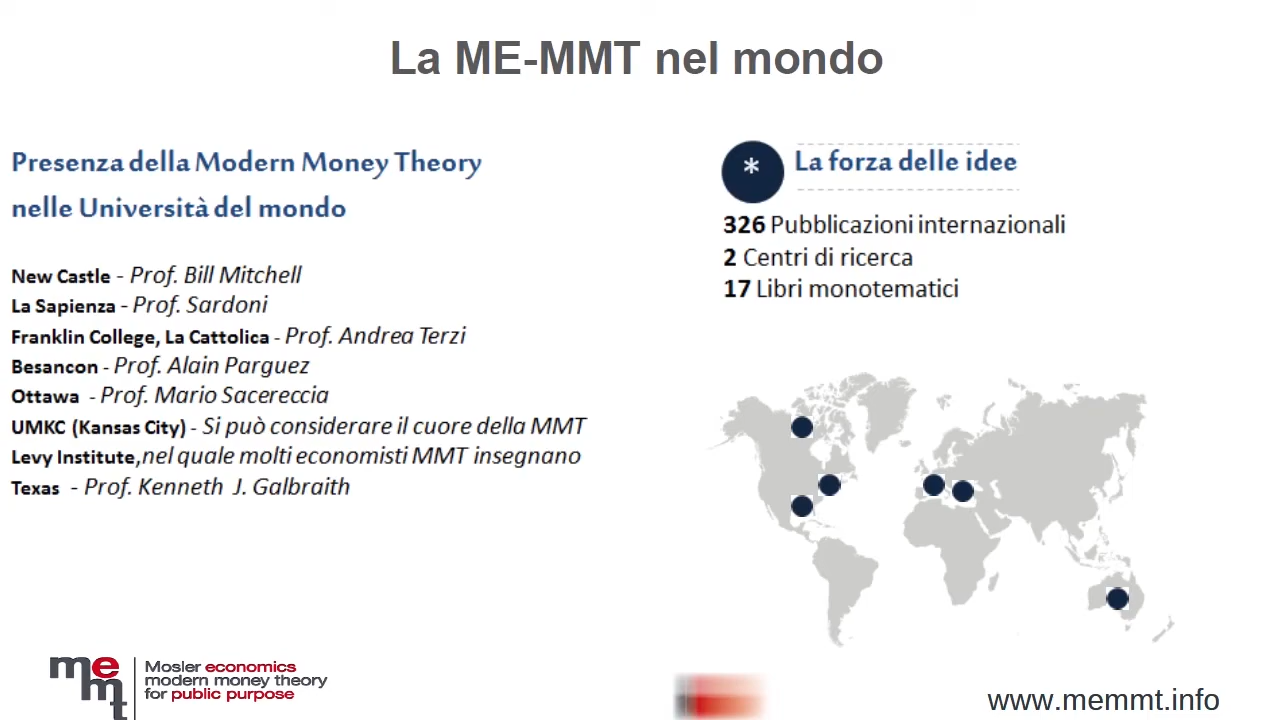 La ME-MMT nel mondo
Presenza della Modern Money Theory
nelle Università del mondo
New Castle - Prof. Bill Mitchell
La Sapienza - Prof. Sardoni
Franklin College, La Cattolica - Prof. Andrea Terzi
Besancon - Prof. Alain Parguez
Ottawa - Prof. Mario Sacereccia
UMKC (Kansas City) - Si può considerare il cuore della MMT
Levy Institute,nel quale molti economisti MMT insegnano
Texas - Prof. Kenneth J. Galbraith
* La forza delle idee
326 Pubblicazioni internazionali
2 Centri di ricerca
17 Libri monotematici
memmt
Mosler economics
modern money theory
for public purpose
www.memmt.info